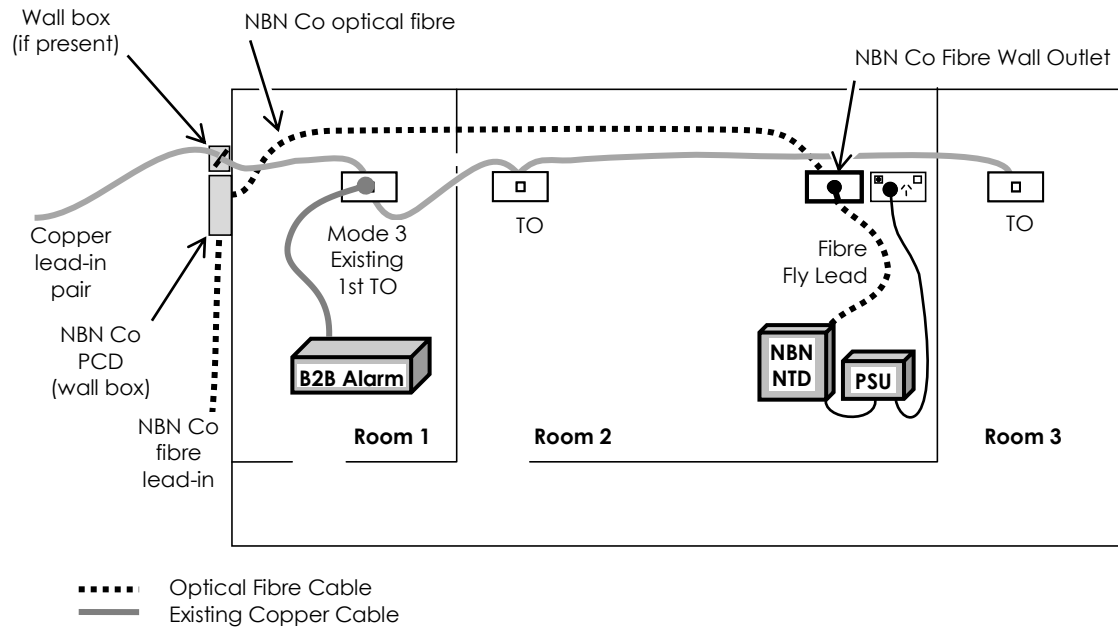 Wall box
(if present)
NBN Co optical fibre
NBN Co Fibre Wall Outlet
Copper
lead-in
pair
Mode 3
Existing
1st TO
TO
Fibre
Fly Lead
TO
NBN Co
PCD
(wall box)
B2B Alarm
NBN
NTD
PSU
NBN Co
fibre
lead-in
Room 1
Room 2
Room 3
Optical Fibre Cable
Existing Copper Cable